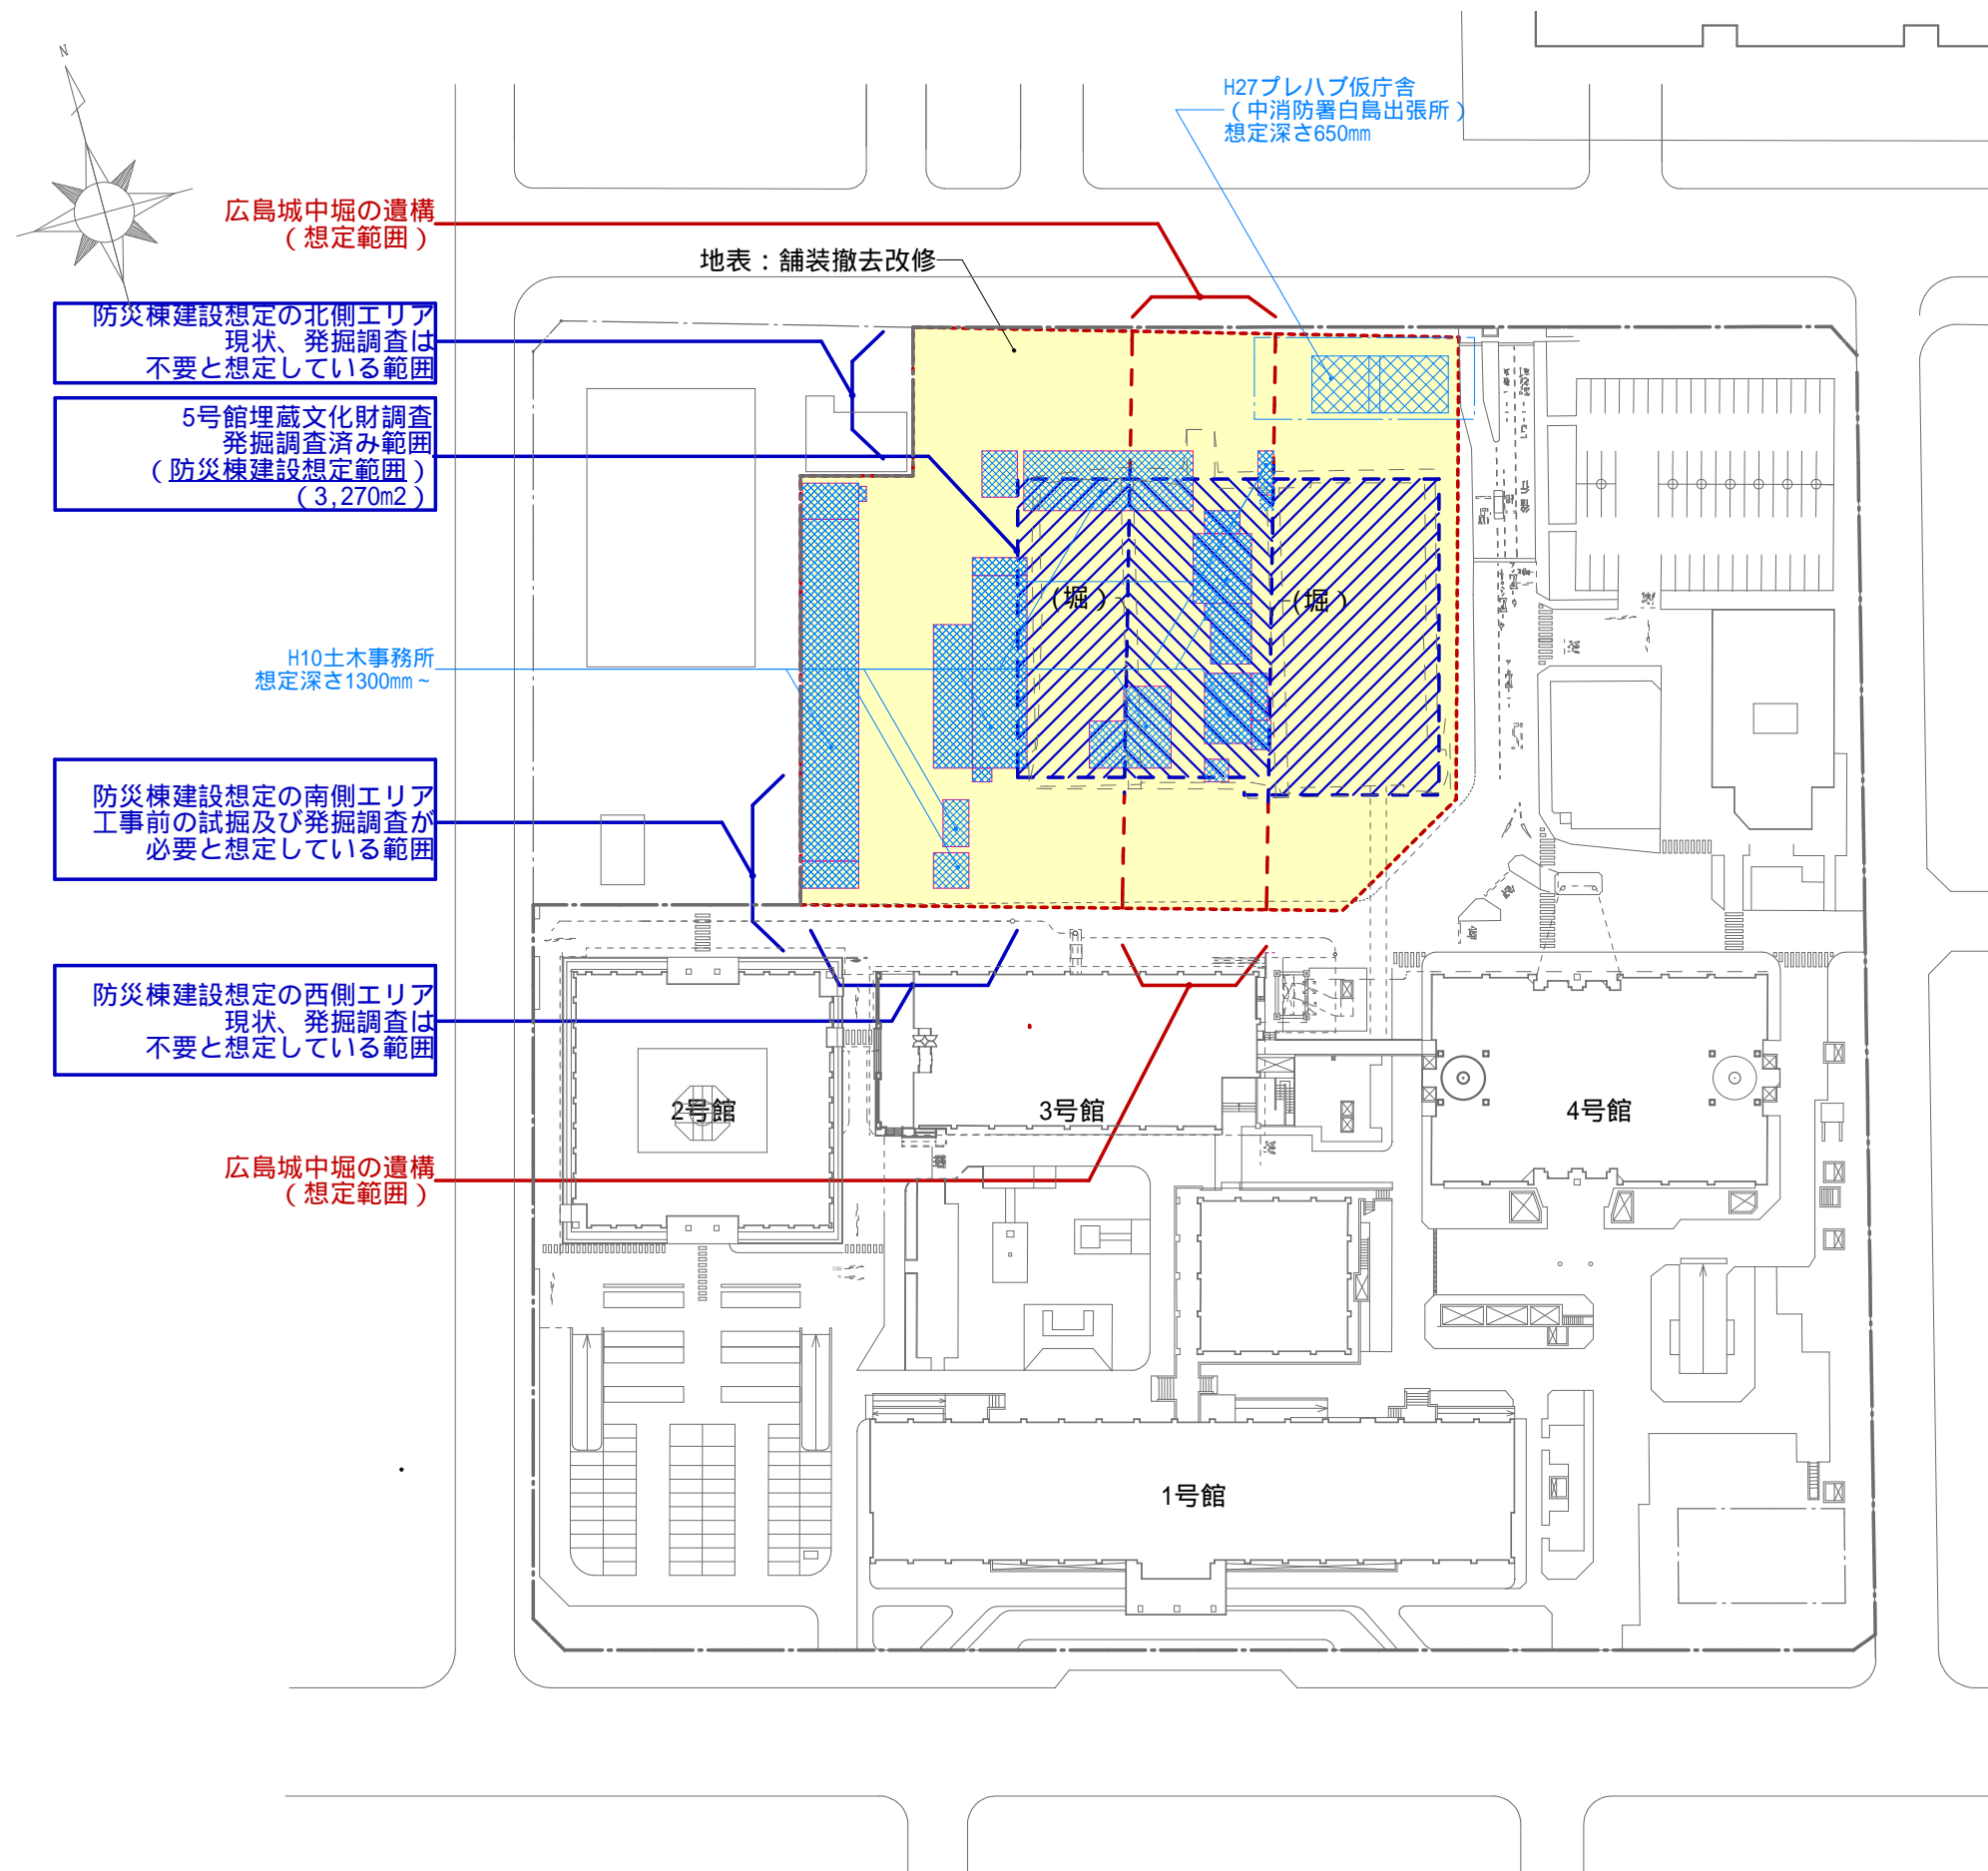 N
H27プレハブ仮庁舎
(中消防署白島出張所)
想定深さ650mm
広島城中堀の遺構
(想定範囲)
地表：舗装撤去改修
防災棟建設想定の北側エリア
現状、発掘調査は
不要と想定している範囲
5号館埋蔵文化財調査
発掘調査済み範囲
(防災棟建設想定範囲)
(3,270m2)
(堀)
(堀)
H10土木事務所
想定深さ1300mm～
防災棟建設想定の南側エリア
工事前の試掘及び発掘調査が
必要と想定している範囲
防災棟建設想定の西側エリア
現状、発掘調査は
不要と想定している範囲
2号館
3号館
4号館
広島城中堀の遺構
(想定範囲)
1号館